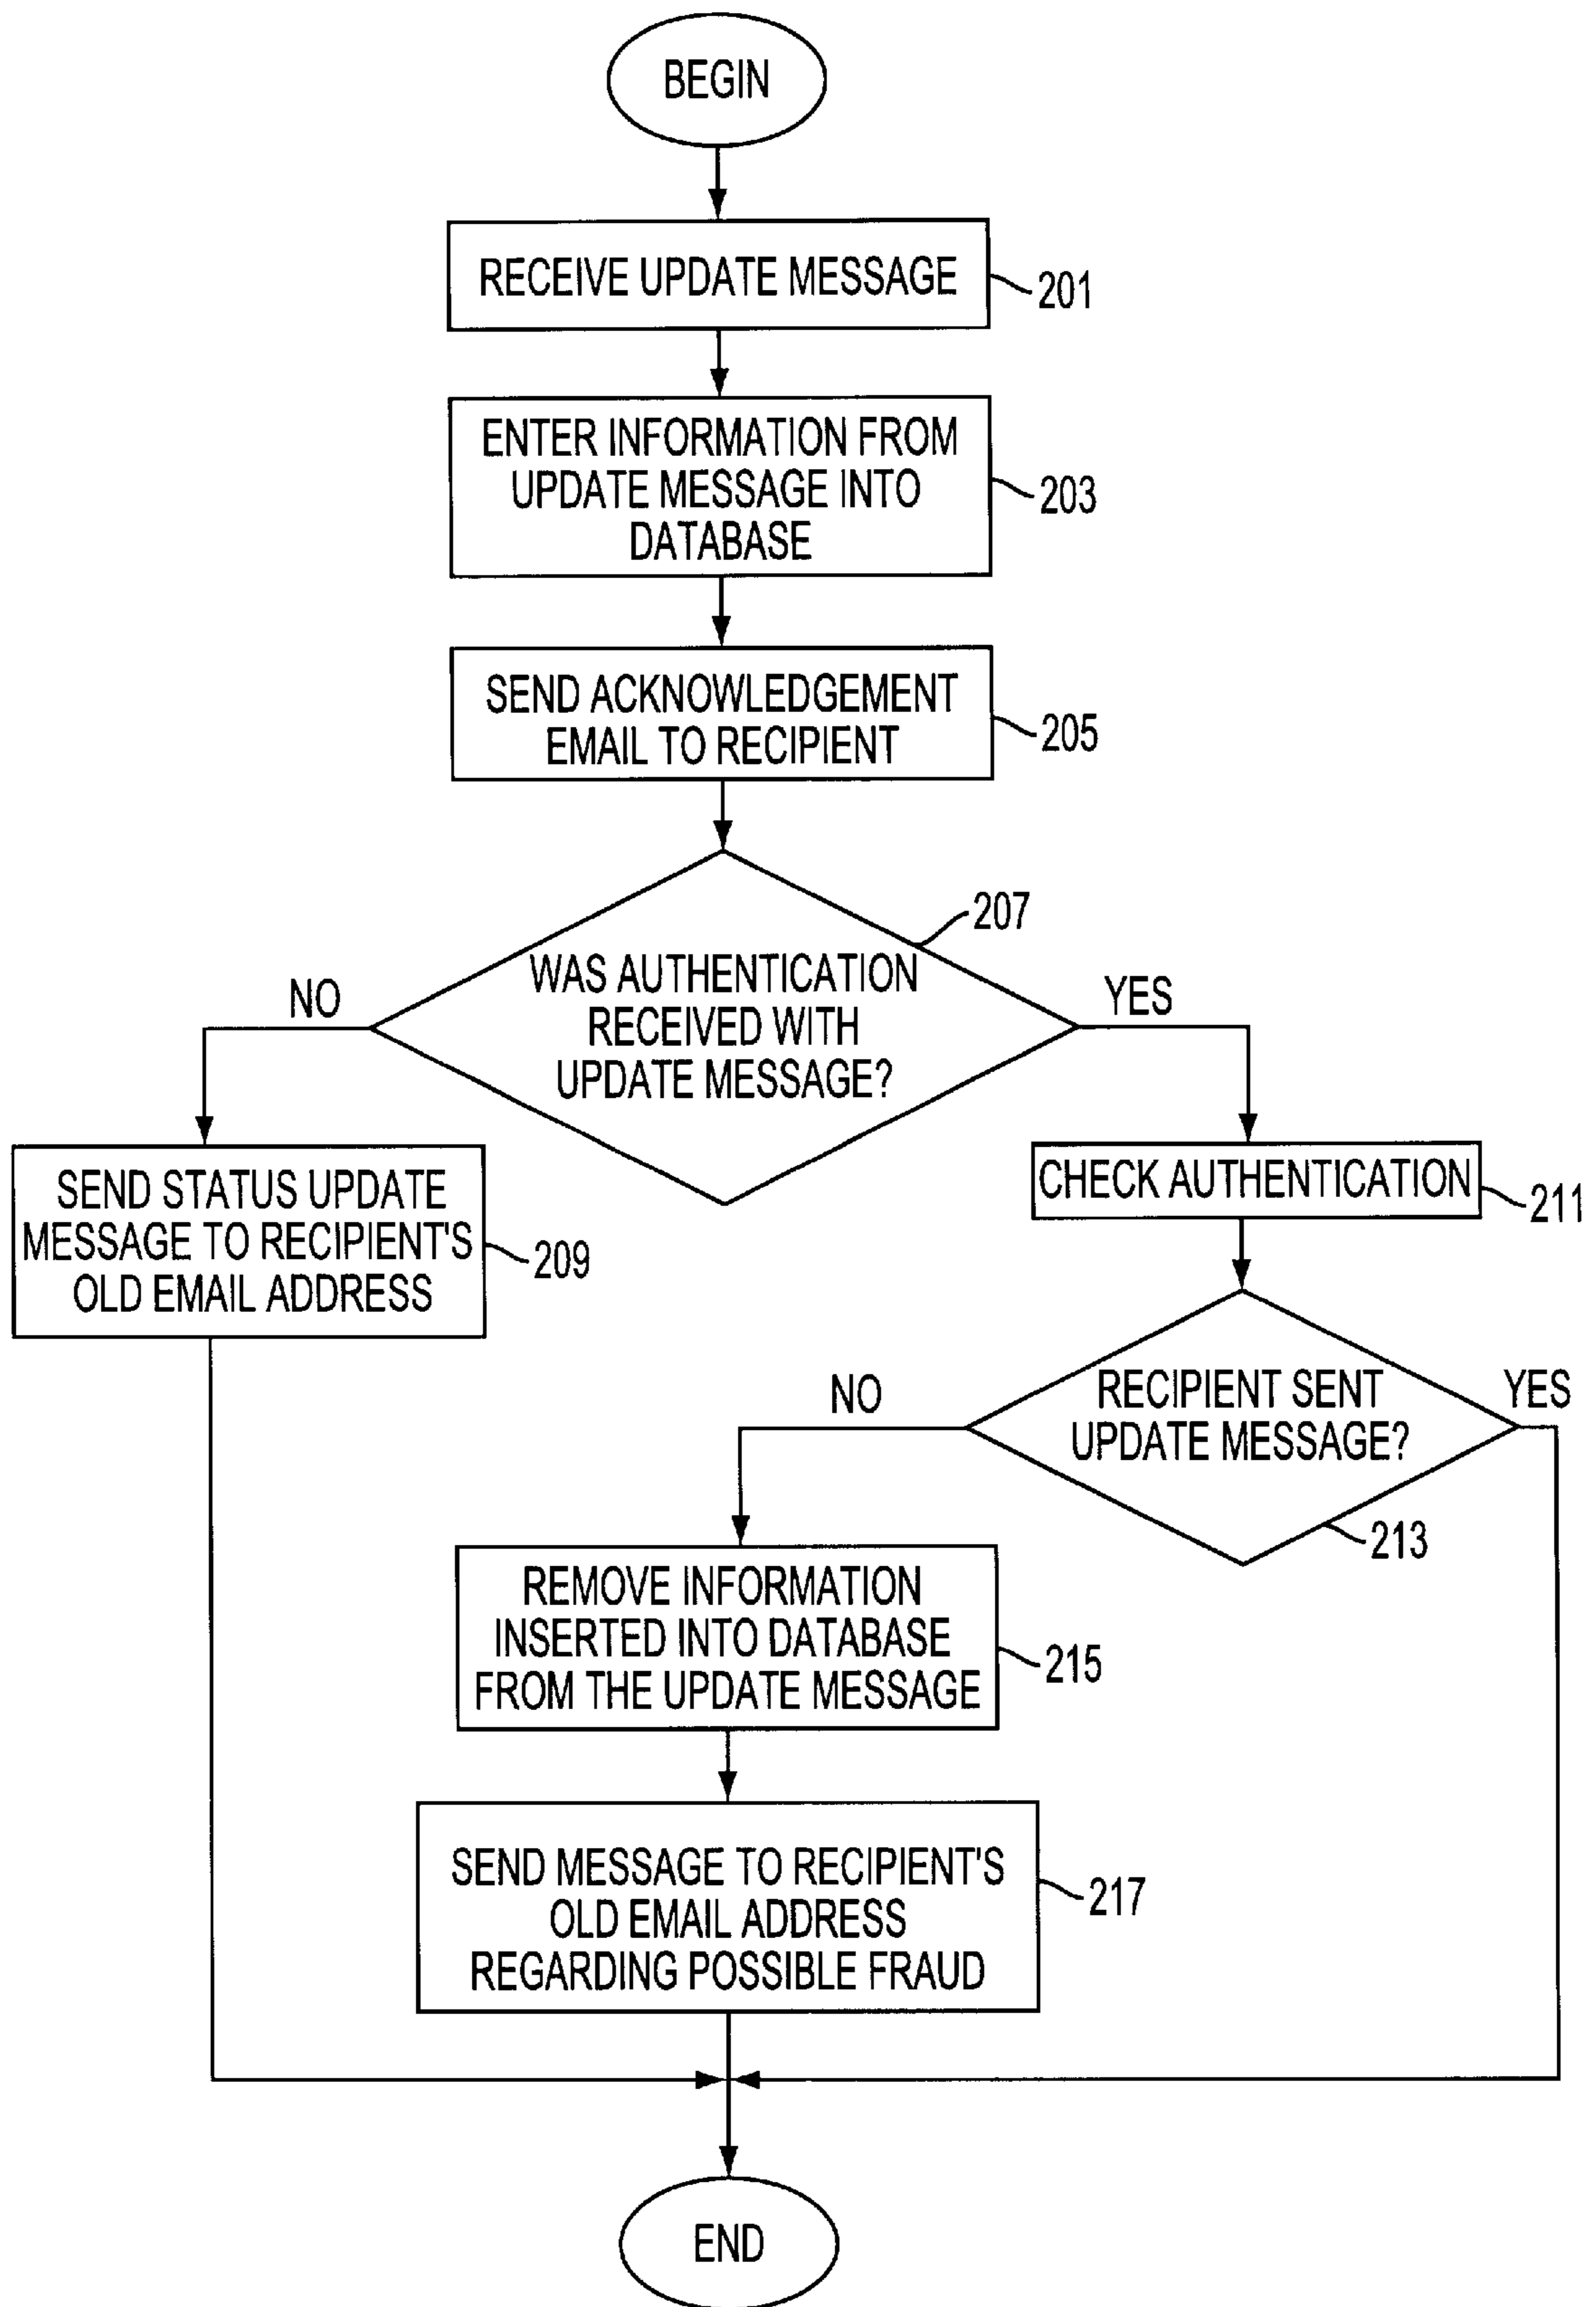 BEGIN
RECEIVE UPDATE MESSAGE
201
ENTER INFORMATION FROM
UPDATE MESSAGE INTO
DATABASE
203
SEND ACKNOWLEDGEMENT
EMAIL TO RECIPIENT
205
207
WAS AUTHENTICATION
RECEIVED WITH
UPDATE MESSAGE?
NO
YES
SEND STATUS UPDATE
MESSAGE TO RECIPIENT'S
OLD EMAIL ADDRESS
209
CHECK AUTHENTICATION
211
RECIPIENT SENT
UPDATE MESSAGE?
NO
YES
213
REMOVE INFORMATION
INSERTED INTO DATABASE
FROM THE UPDATE MESSAGE
215
SEND MESSAGE TO RECIPIENT'S
OLD EMAIL ADDRESS
REGARDING POSSIBLE FRAUD
217
END